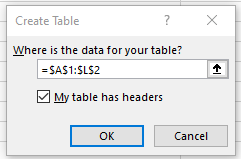 Create Table
?
Where is the data for your table?
=$A$1:$L$2
My table has headers
OK
Cancel